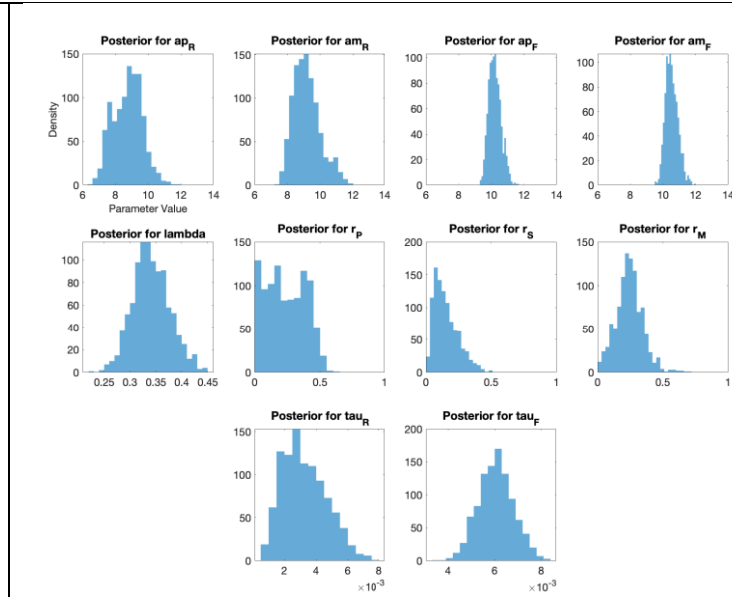 Posterior for ap_R
Posterior for am_R
Posterior for ap_F
Posterior for am_F
150
100
50
0
Density
6 8 10 12 14
Parameter Value
150
100
50
0
6 8 10 12 14
100
80
60
40
20
0
6 8 10 12 14
100
80
60
40
20
0
6 8 10 12 14
Posterior for lambda
Posterior for r_P
Posterior for r_S
Posterior for r_M
100
80
60
40
20
0
0.25 0.3 0.35 0.4 0.45
150
100
50
0
0 0.5 1
200
150
100
50
0
0 0.5 1
150
100
50
0
0 0.5 1
Posterior for tau_R
Posterior for tau_F
150
100
50
0
2 4 6 8
×10⁻³
200
150
100
50
0
4 6 8
×10⁻³